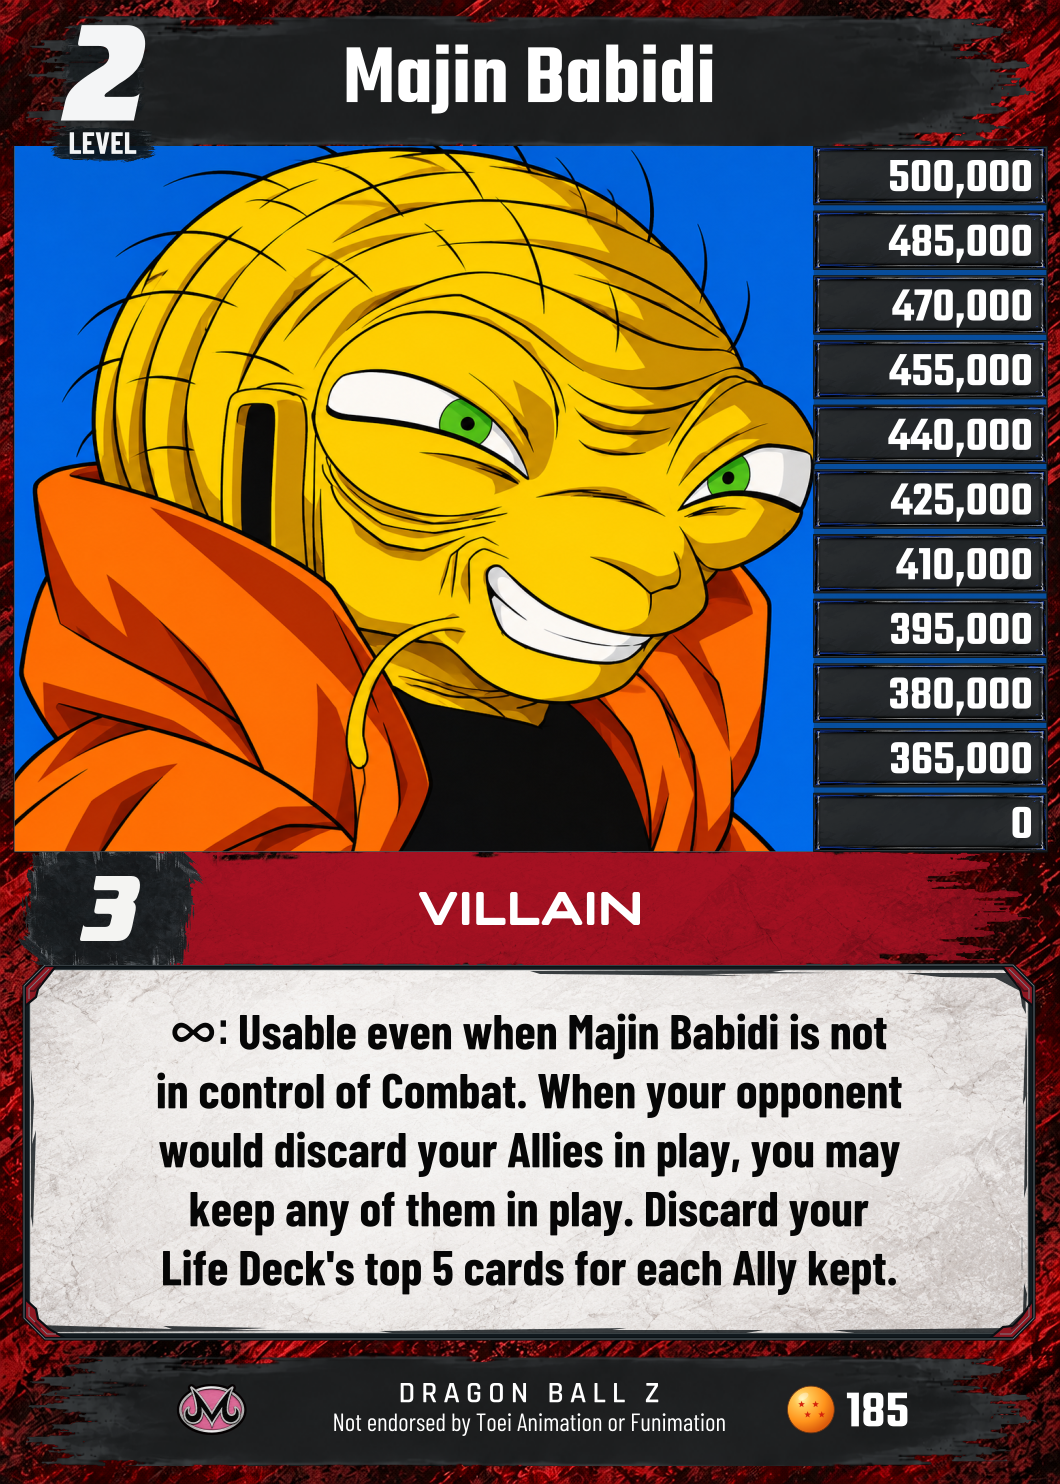 2
LEVEL
Majin Babidi
500,000
485,000
470,000
455,000
440,000
425,000
410,000
395,000
380,000
365,000
0
3
VILLAIN
∞: Usable even when Majin Babidi is not
in control of Combat. When your opponent
would discard your Allies in play, you may
keep any of them in play. Discard your
Life Deck's top 5 cards for each Ally kept.
DRAGON BALL Z
Not endorsed by Toei Animation or Funimation
185